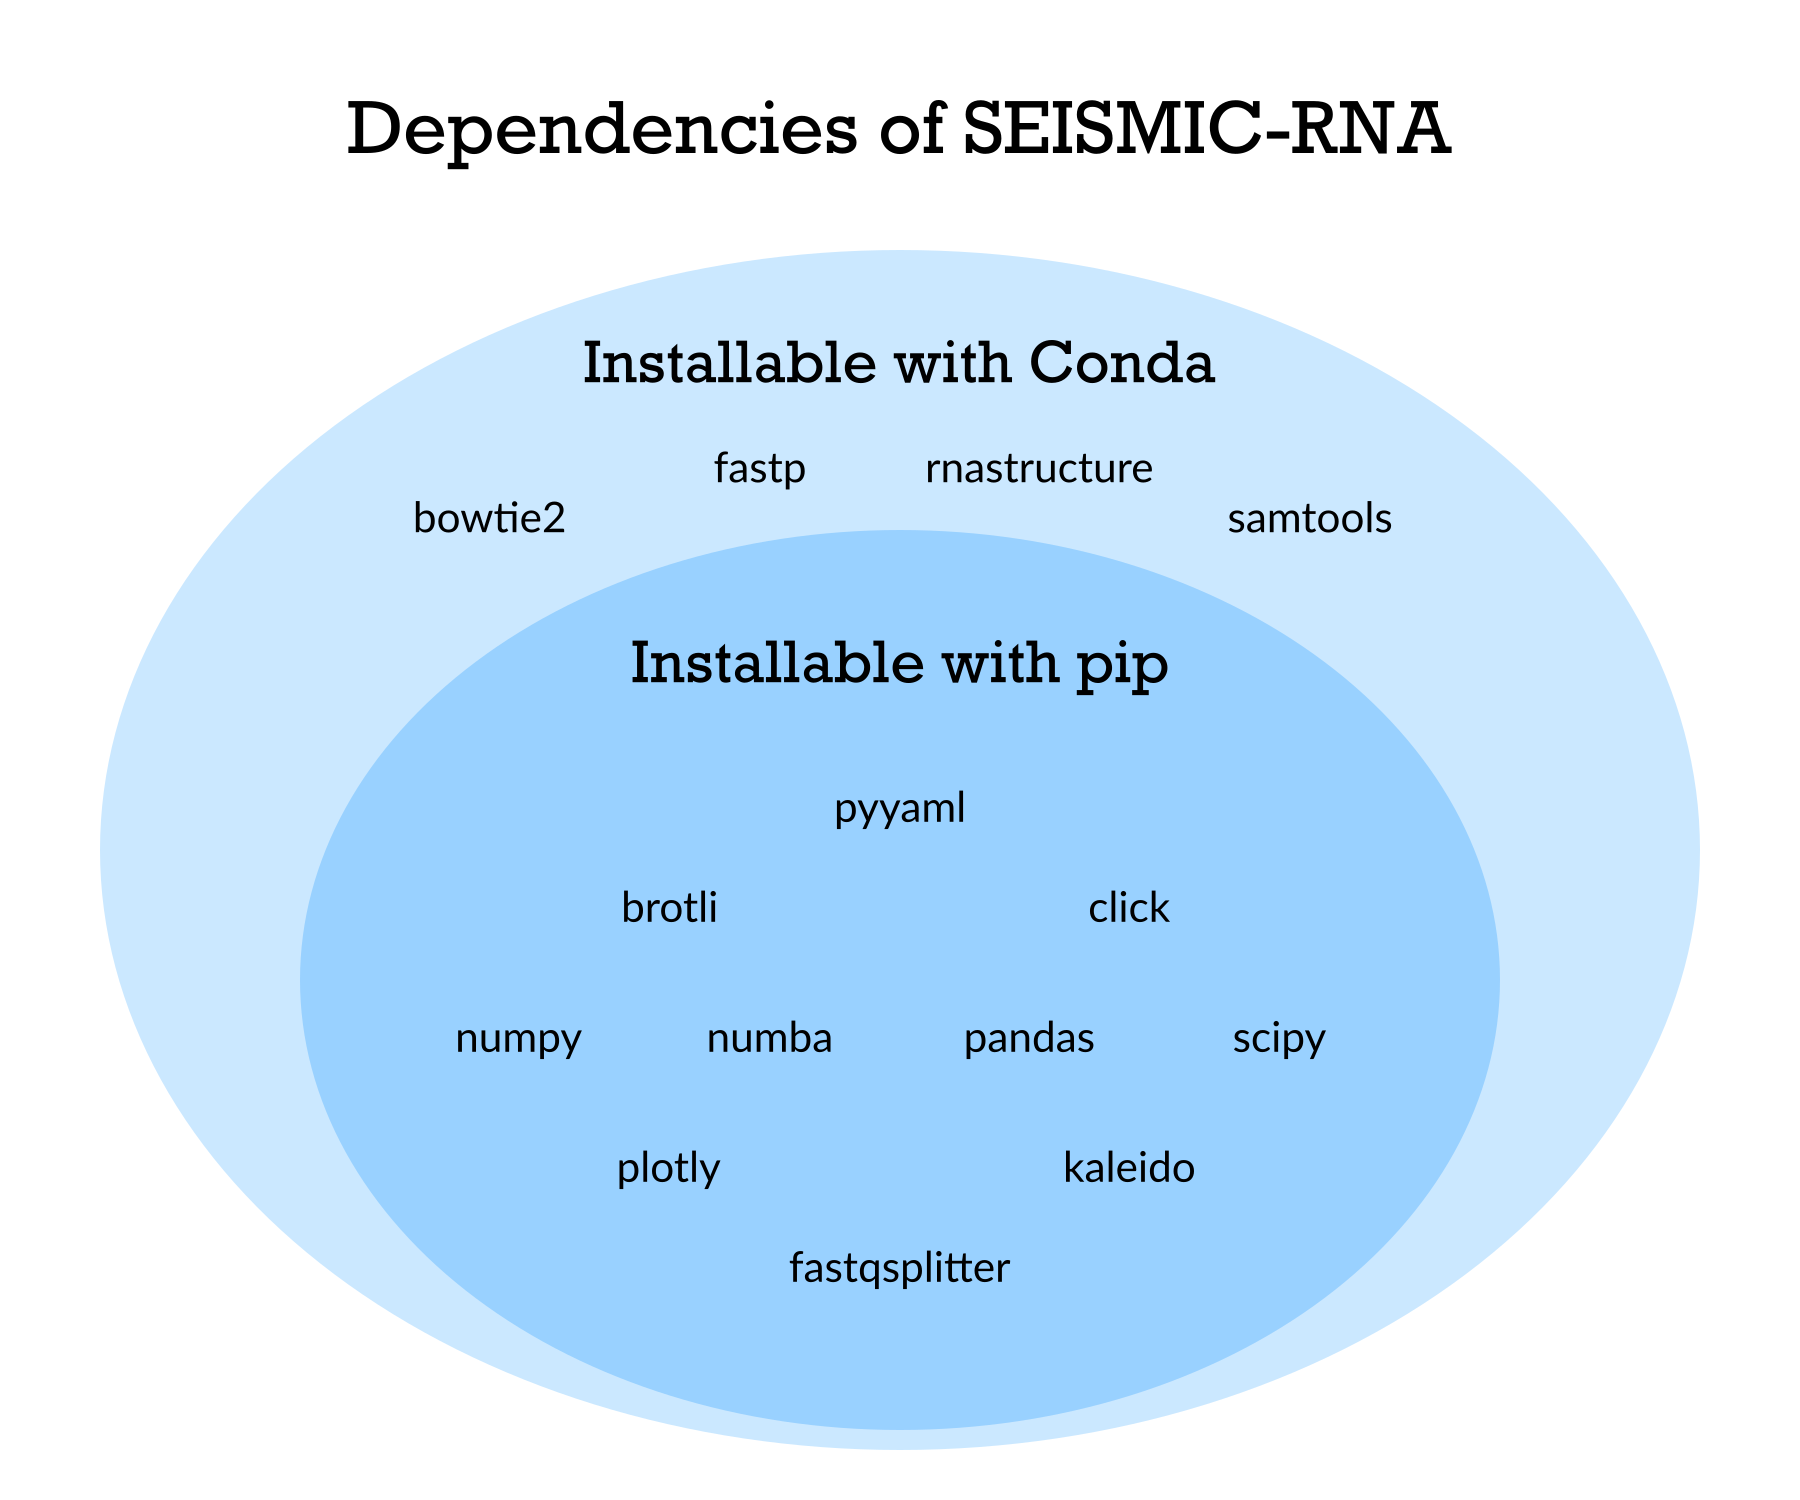 Dependencies of SEISMIC-RNA
Installable with Conda
fastp rnastructure
bowtie2 samtools
Installable with pip
pyyaml
brotli click
numpy numba pandas scipy
plotly kaleido
fastqsplitter